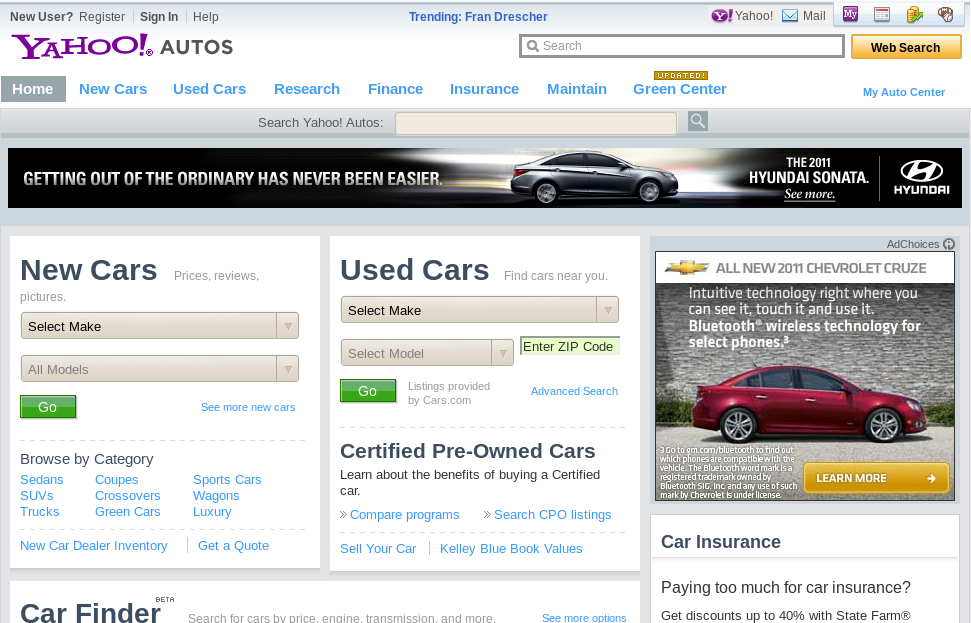 New User? Register Sign In Help
Trending: Fran Drescher
Yahoo! Mail
YAHOO! AUTOS
Search
Web Search
UPDATED!
Home New Cars Used Cars Research Finance Insurance Maintain Green Center
My Auto Center
Search Yahoo! Autos:
GETTING OUT OF THE ORDINARY HAS NEVER BEEN EASIER.
THE 2011
HYUNDAI SONATA.
See more.
HYUNDAI
New Cars Prices, reviews,
pictures.
Select Make
All Models
Go
See more new cars
Browse by Category
Sedans Coupes Sports Cars
SUVs Crossovers Wagons
Trucks Green Cars Luxury
New Car Dealer Inventory Get a Quote
Used Cars Find cars near you.
Select Make
Select Model
Enter ZIP Code
Go
Listings provided
by Cars.com
Advanced Search
Certified Pre-Owned Cars
Learn about the benefits of buying a Certified
car.
Compare programs Search CPO listings
Sell Your Car Kelley Blue Book Values
AdChoices
ALL NEW 2011 CHEVROLET CRUZE
Intuitive technology right where you
can see it, touch it and use it.
Bluetooth® wireless technology for
select phones.³
3 Go to gm.com/bluetooth to find out
which phones are compatible with the
vehicle. The Bluetooth word mark is a
registered trademark owned by
Bluetooth SIG, Inc. and any use of such
mark by Chevrolet is under license.
LEARN MORE
Car Insurance
Paying too much for car insurance?
Get discounts up to 40% with State Farm®
Car Finder BETA
Search for cars by price, engine, transmission, and more.
See more options